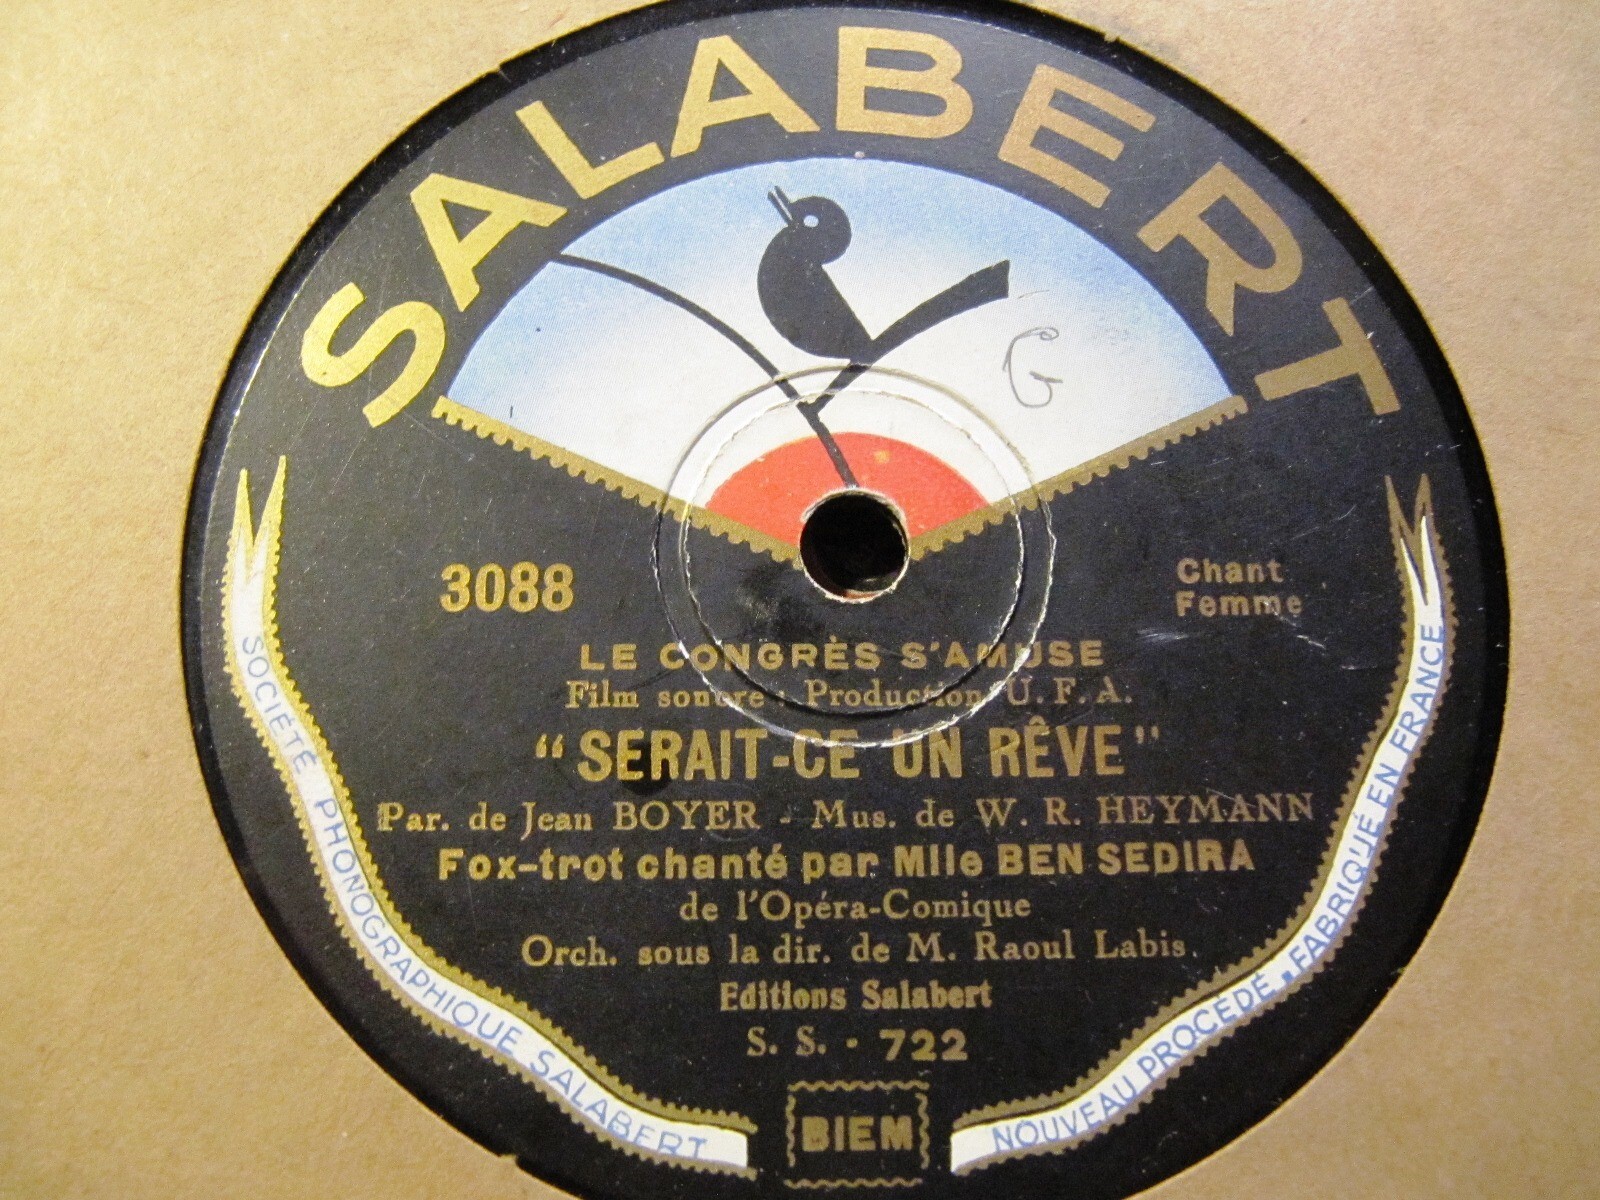 SALABERT
G
3088
Chant
Femme
LE CONGRÈS S'AMUSE
Film sonore : Production U. F. A.
“SERAIT-CE UN RÊVE"
Par. de Jean BOYER - Mus. de W. R. HEYMANN
Fox-trot chanté par Mlle BEN SEDIRA
de l'Opéra-Comique
Orch. sous la dir. de M. Raoul Labis.
Editions Salabert
S. S. - 722
BIEM
SOCIÉTÉ PHONOGRAPHIQUE SALABERT
NOUVEAU PROCÉDÉ. FABRIQUÉ EN FRANCE